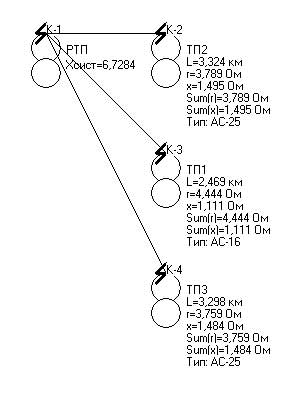 К-1
РТП
Xсист=6,7284
К-2
ТП2
L=3,324 км
r=3,789 Ом
x=1,495 Ом
Sum(r)=3,789 Ом
Sum(x)=1,495 Ом
Тип: АС-25
К-3
ТП1
L=2,469 км
r=4,444 Ом
x=1,111 Ом
Sum(r)=4,444 Ом
Sum(x)=1,111 Ом
Тип: АС-16
К-4
ТП3
L=3,298 км
r=3,759 Ом
x=1,484 Ом
Sum(r)=3,759 Ом
Sum(x)=1,484 Ом
Тип: АС-25